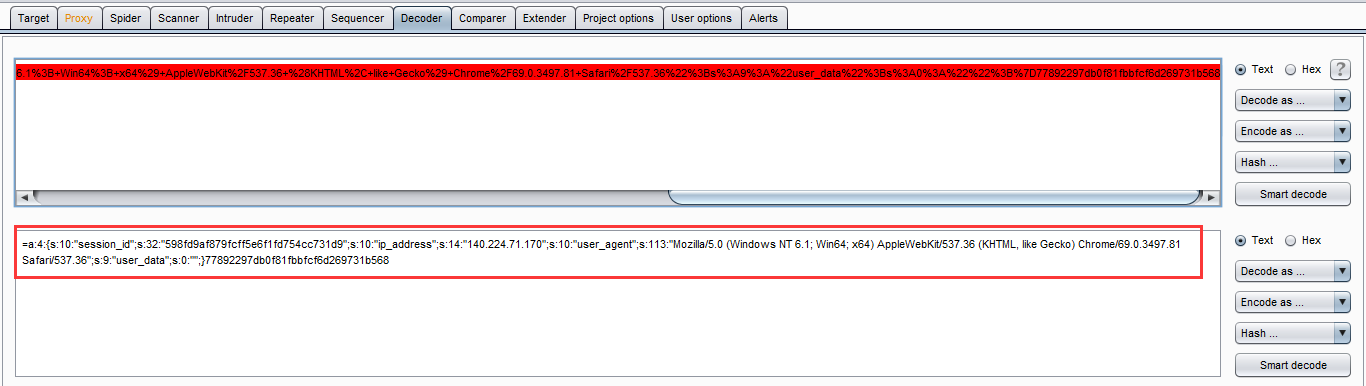 Target Proxy Spider Scanner Intruder Repeater Sequencer Decoder Comparer Extender Project options User options Alerts
6.1%3B+Win64%3B+x64%29+AppleWebKit%2F537.36+%28KHTML%2C+like+Gecko%29+Chrome%2F69.0.3497.81+Safari%2F537.36%22%3Bs%3A9%3A%22user_data%22%3Bs%3A0%3A%22%22%3B%7D77892297db0f81fbbfcf6d269731b568
Text Hex ?
Decode as ...
Encode as ...
Hash ...
Smart decode
=a:4:{s:10:"session_id";s:32:"598fd9af879fcff5e6f1fd754cc731d9";s:10:"ip_address";s:14:"140.224.71.170";s:10:"user_agent";s:113:"Mozilla/5.0 (Windows NT 6.1; Win64; x64) AppleWebKit/537.36 (KHTML, like Gecko) Chrome/69.0.3497.81
Safari/537.36";s:9:"user_data";s:0:"";}77892297db0f81fbbfcf6d269731b568
Text Hex
Decode as ...
Encode as ...
Hash ...
Smart decode